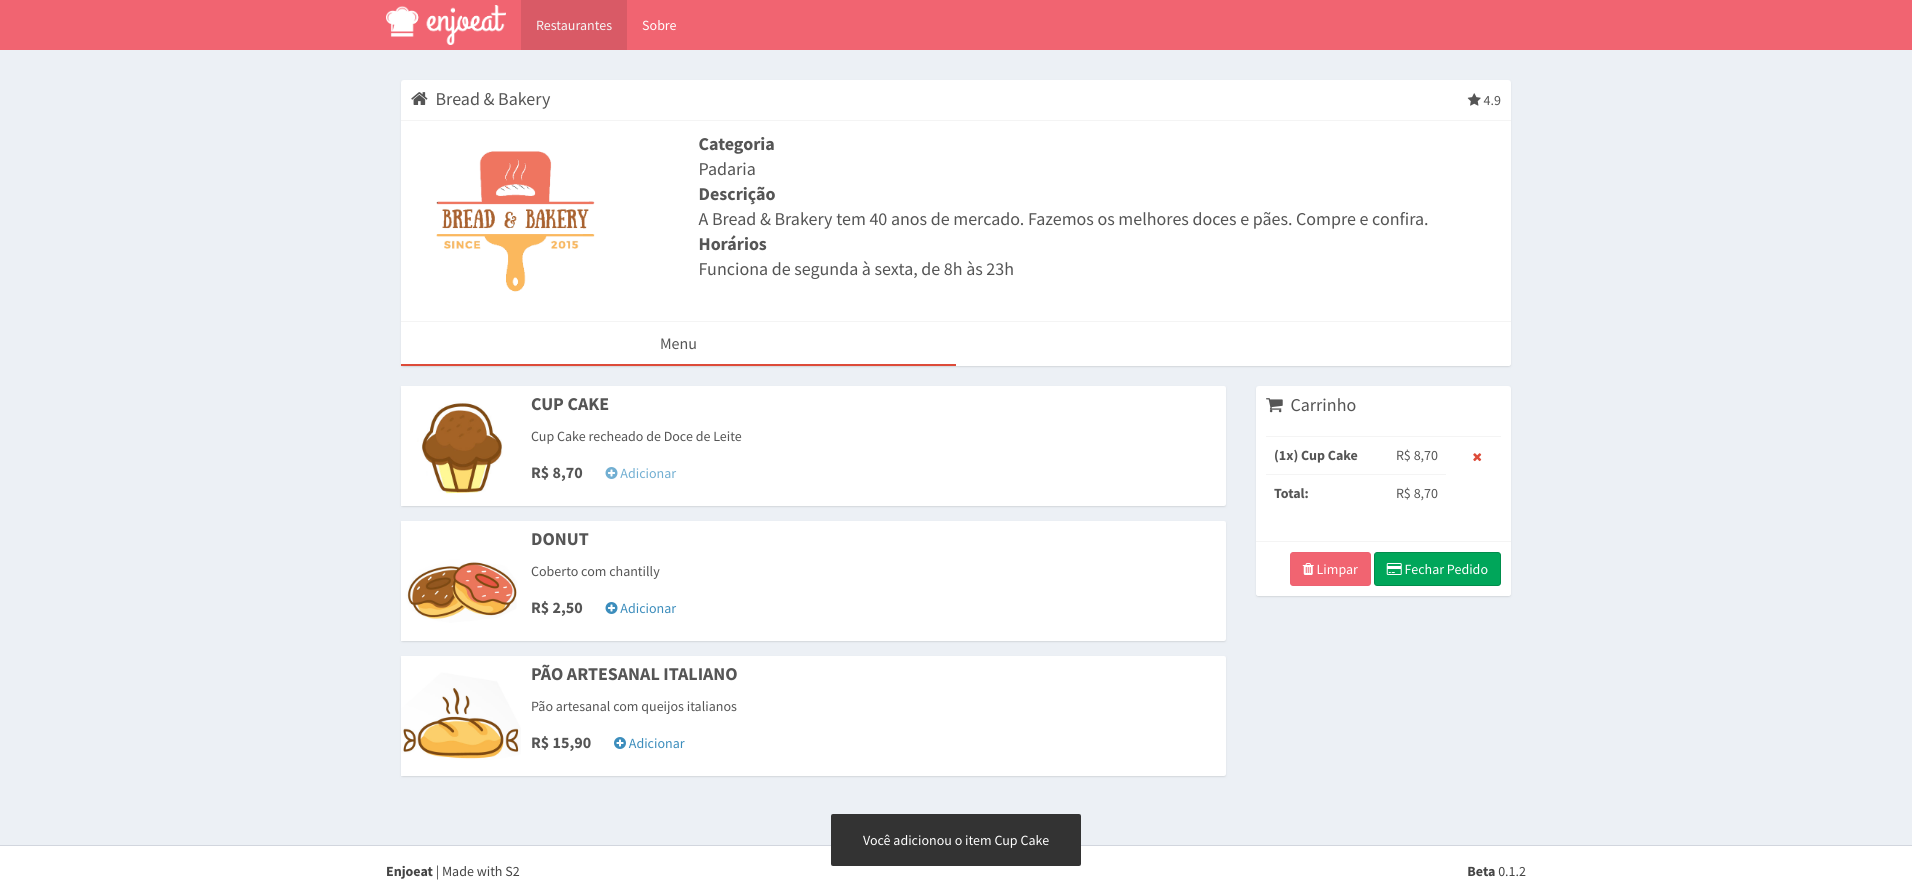 enjoeat Restaurantes Sobre
Bread & Bakery 4.9
BREAD & BAKERY
SINCE 2015
Categoria
Padaria
Descrição
A Bread & Brakery tem 40 anos de mercado. Fazemos os melhores doces e pães. Compre e confira.
Horários
Funciona de segunda à sexta, de 8h às 23h
Menu
CUP CAKE
Cup Cake recheado de Doce de Leite
R$ 8,70 Adicionar
DONUT
Coberto com chantilly
R$ 2,50 Adicionar
PÃO ARTESANAL ITALIANO
Pão artesanal com queijos italianos
R$ 15,90 Adicionar
Carrinho
(1x) Cup Cake R$ 8,70
Total: R$ 8,70
Limpar Fechar Pedido
Você adicionou o item Cup Cake
Enjoeat | Made with S2 Beta 0.1.2